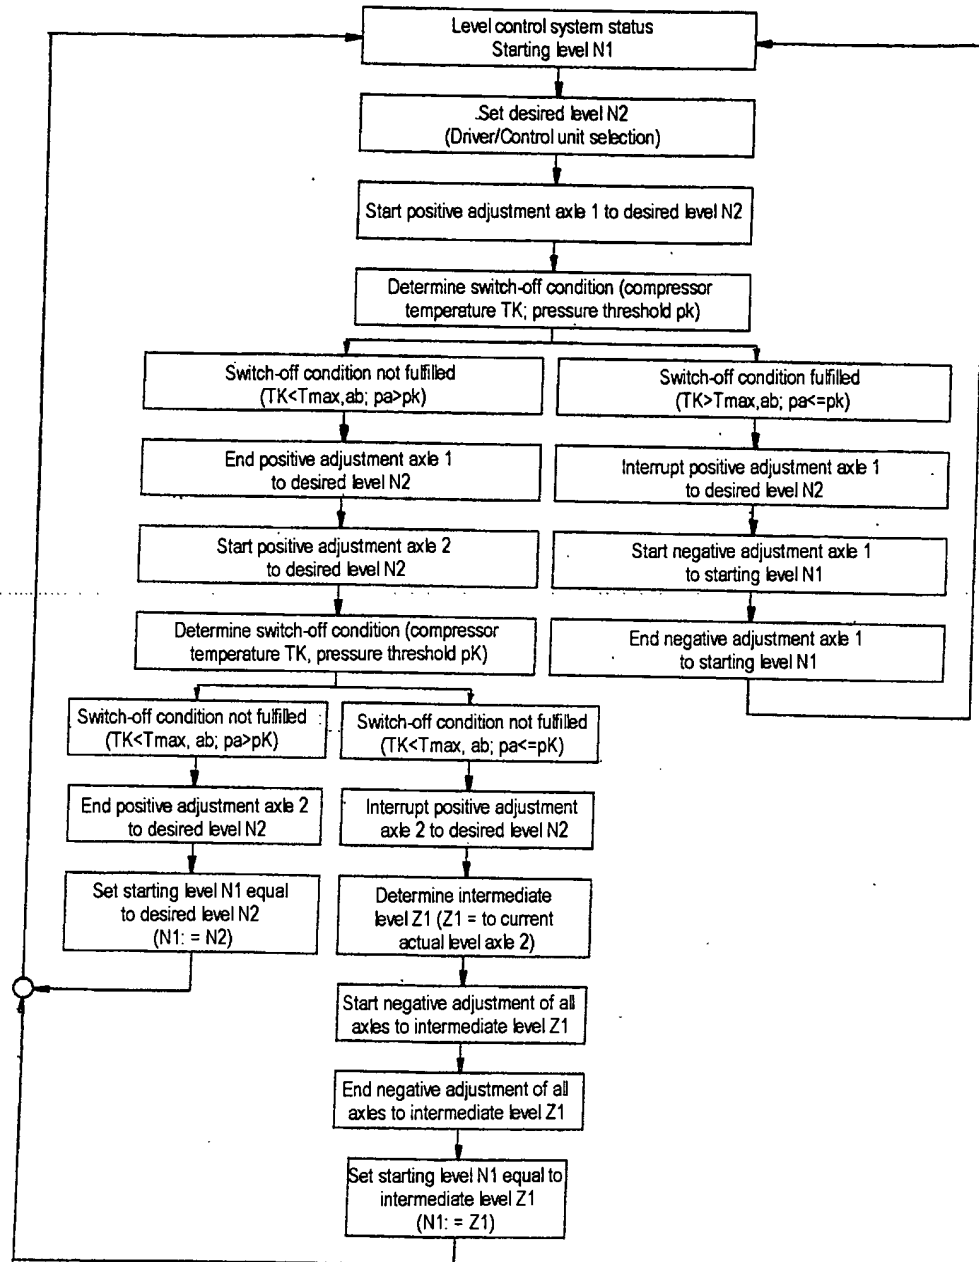 Level control system status
Starting level N1
Set desired level N2
(Driver/Control unit selection)
Start positive adjustment axle 1 to desired level N2
Determine switch-off condition (compressor
temperature TK; pressure threshold pk)
Switch-off condition not fulfilled
(TK<Tmax,ab; pa>pk)
Switch-off condition fulfilled
(TK>Tmax,ab; pa<=pk)
End positive adjustment axle 1
to desired level N2
Interrupt positive adjustment axle 1
to desired level N2
Start positive adjustment axle 2
to desired level N2
Start negative adjustment axle 1
to starting level N1
Determine switch-off condition (compressor
temperature TK, pressure threshold pK)
End negative adjustment axle 1
to starting level N1
Switch-off condition not fulfilled
(TK<Tmax, ab; pa>pK)
Switch-off condition not fulfilled
(TK<Tmax, ab; pa<=pK)
End positive adjustment axle 2
to desired level N2
Interrupt positive adjustment
axle 2 to desired level N2
Set starting level N1 equal
to desired level N2
(N1: = N2)
Determine intermediate
level Z1 (Z1 = to current
actual level axle 2)
Start negative adjustment of all
axles to intermediate level Z1
End negative adjustment of all
axles to intermediate level Z1
Set starting level N1 equal to
intermediate level Z1
(N1: = Z1)